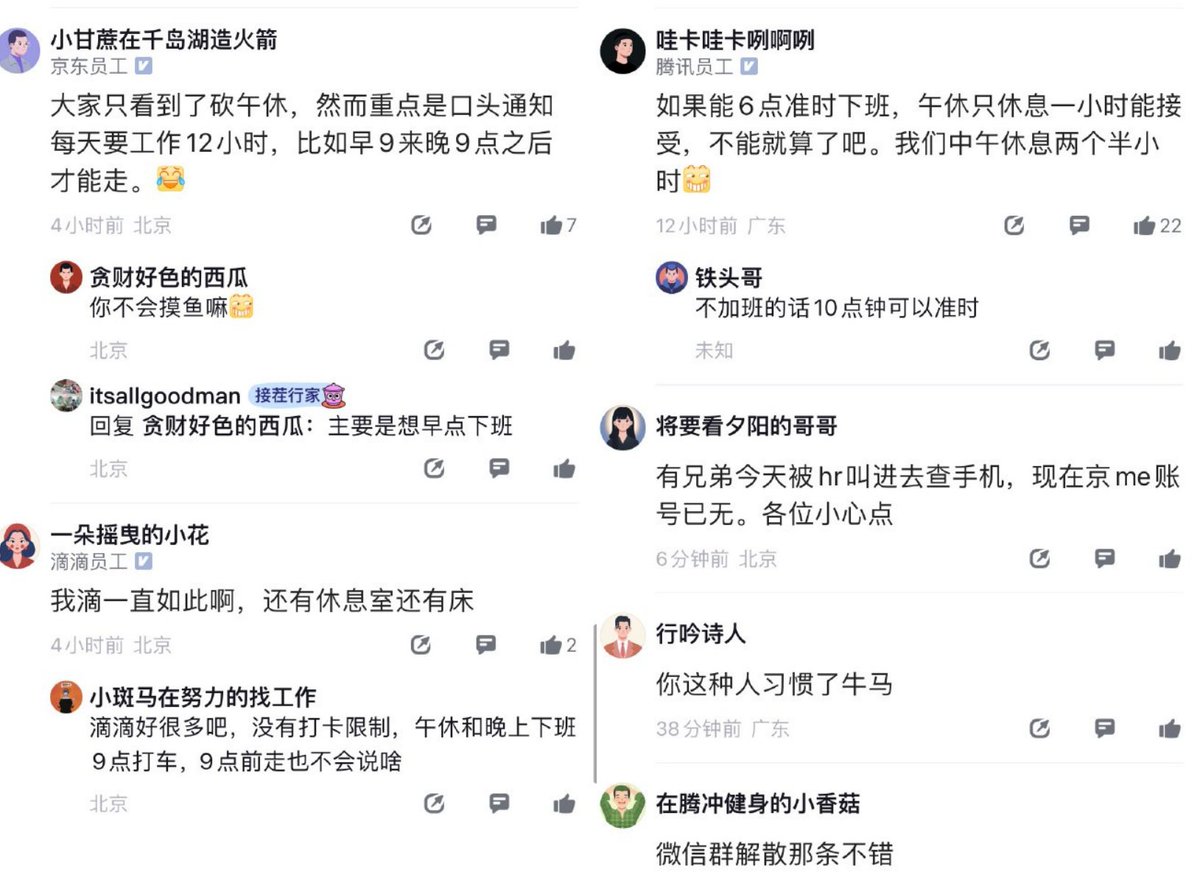 小甘蔗在千岛湖造火箭
京东员工
大家只看到了砍午休，然而重点是口头通知
每天要工作12小时，比如早9来晚9点之后
才能走。😂
4小时前 北京
7
贪财好色的西瓜
你不会摸鱼嘛
北京
itsallgoodman 接茬行家
回复 贪财好色的西瓜：主要是想早点下班
北京
一朵摇曳的小花
滴滴员工
我滴一直如此啊，还有休息室还有床
4小时前 北京
2
小斑马在努力的找工作
滴滴好很多吧，没有打卡限制，午休和晚上下班
9点打车，9点前走也不会说啥
北京
哇卡哇卡咧啊咧
腾讯员工
如果能6点准时下班，午休只休息一小时能接
受，不能就算了吧。我们中午休息两个半小
时
12小时前 广东
22
铁头哥
不加班的话10点钟可以准时
未知
将要看夕阳的哥哥
有兄弟今天被hr叫进去查手机，现在京me账
号已无。各位小心点
6分钟前 北京
行吟诗人
你这种人习惯了牛马
38分钟前 广东
在腾冲健身的小香菇
微信群解散那条不错